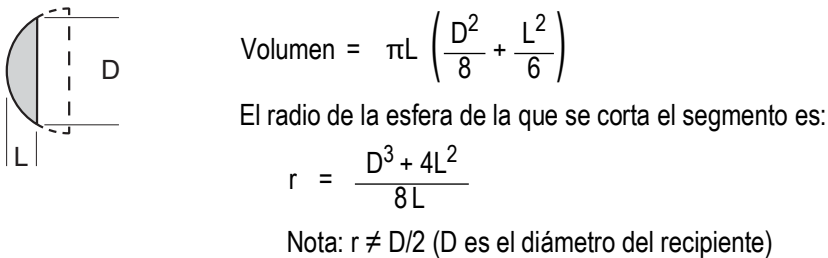 D
L
Volumen = πL ( D²/8 + L²/6 )
El radio de la esfera de la que se corta el segmento es:
r = (D³ + 4L²) / 8 L
Nota: r ≠ D/2 (D es el diámetro del recipiente)